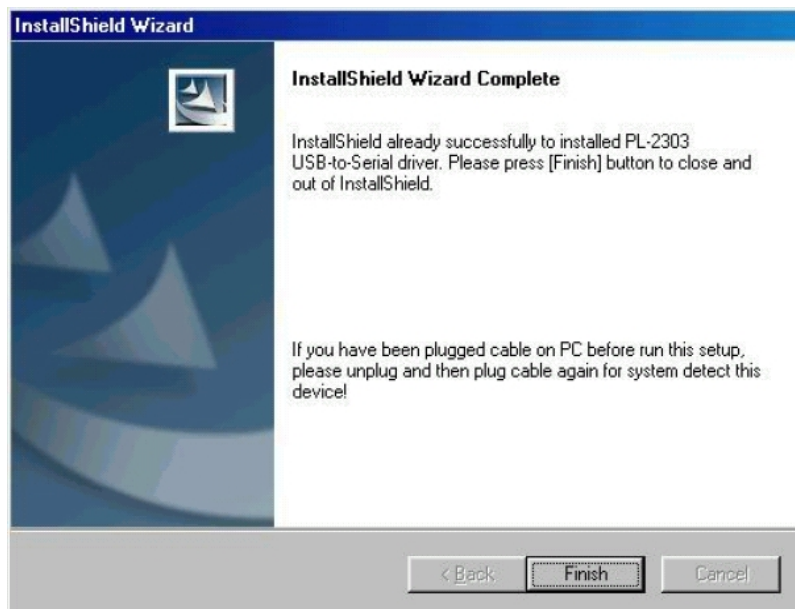 InstallShield Wizard
InstallShield Wizard Complete
InstallShield already successfully to installed PL-2303
USB-to-Serial driver. Please press [Finish] button to close and
out of InstallShield.
If you have been plugged cable on PC before run this setup,
please unplug and then plug cable again for system detect this
device!
< Back Finish Cancel